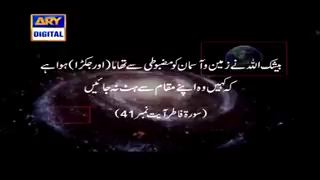 ARY
DIGITAL
بیشک اللہ نے زمین و آسمان کو مضبوطی سے تھاما (اور جکڑا) ہوا ہے
کہ کہیں وہ اپنے مقام سے ہٹ نہ جائیں
(سورۃ فاطر آیت نمبر 41)